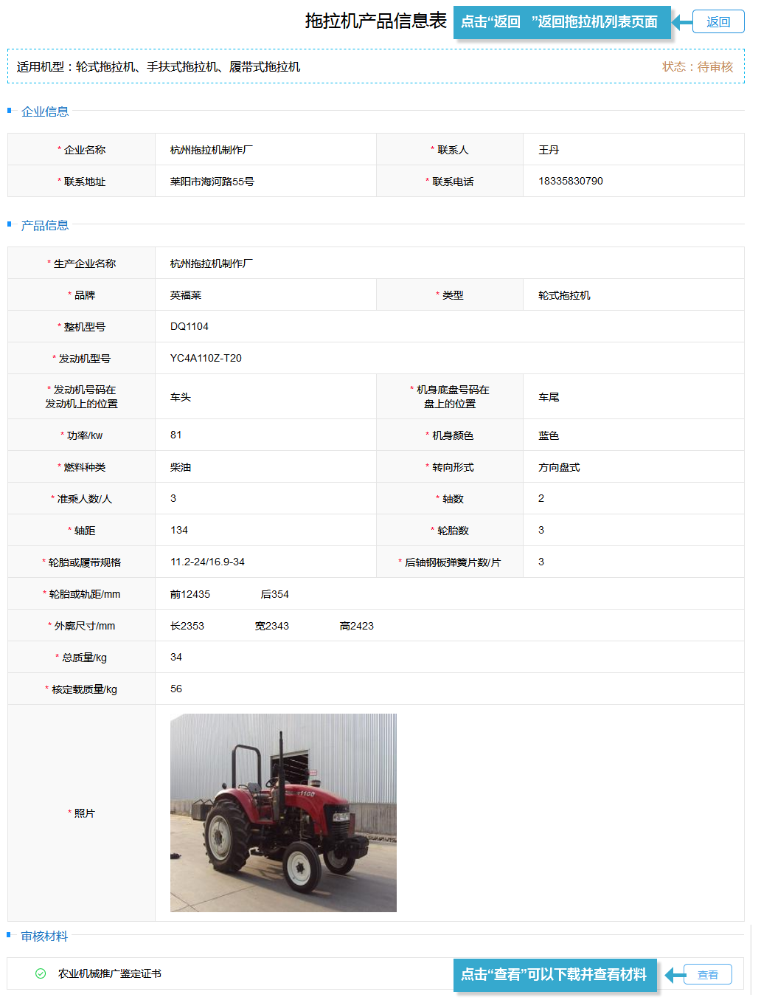 拖拉机产品信息表 点击“返回 ”返回拖拉机列表页面 返回
适用机型：轮式拖拉机、手扶式拖拉机、履带式拖拉机 状态：待审核
企业信息
* 企业名称 杭州拖拉机制作厂 * 联系人 王丹
* 联系地址 莱阳市海河路55号 * 联系电话 18335830790
产品信息
* 生产企业名称 杭州拖拉机制作厂
* 品牌 英福莱 * 类型 轮式拖拉机
* 整机型号 DQ1104
* 发动机型号 YC4A110Z-T20
* 发动机号码在
发动机上的位置 车头 * 机身底盘号码在
盘上的位置 车尾
* 功率/kw 81 * 机身颜色 蓝色
* 燃料种类 柴油 * 转向形式 方向盘式
* 准乘人数/人 3 * 轴数 2
* 轴距 134 * 轮胎数 3
* 轮胎或履带规格 11.2-24/16.9-34 * 后轴钢板弹簧片数/片 3
* 轮胎或轨距/mm 前12435 后354
* 外廓尺寸/mm 长2353 宽2343 高2423
* 总质量/kg 34
* 核定载质量/kg 56
* 照片
1100
审核材料
农业机械推广鉴定证书 点击“查看”可以下载并查看材料 查看